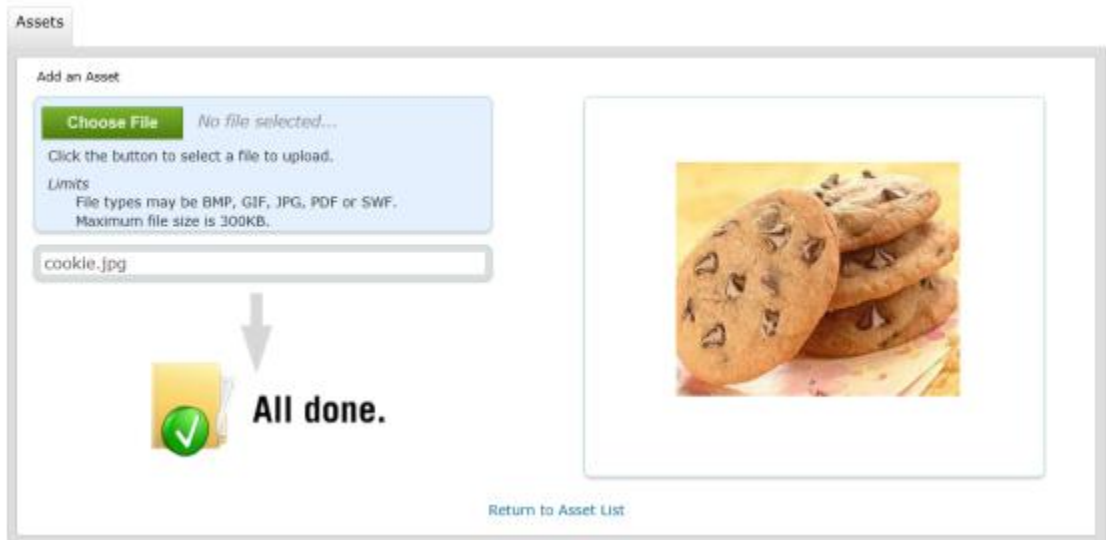 Assets
Add an Asset
Choose File No file selected...
Click the button to select a file to upload.
Limits
File types may be BMP, GIF, JPG, PDF or SWF.
Maximum file size is 300KB.
cookie.jpg
All done.
Return to Asset List